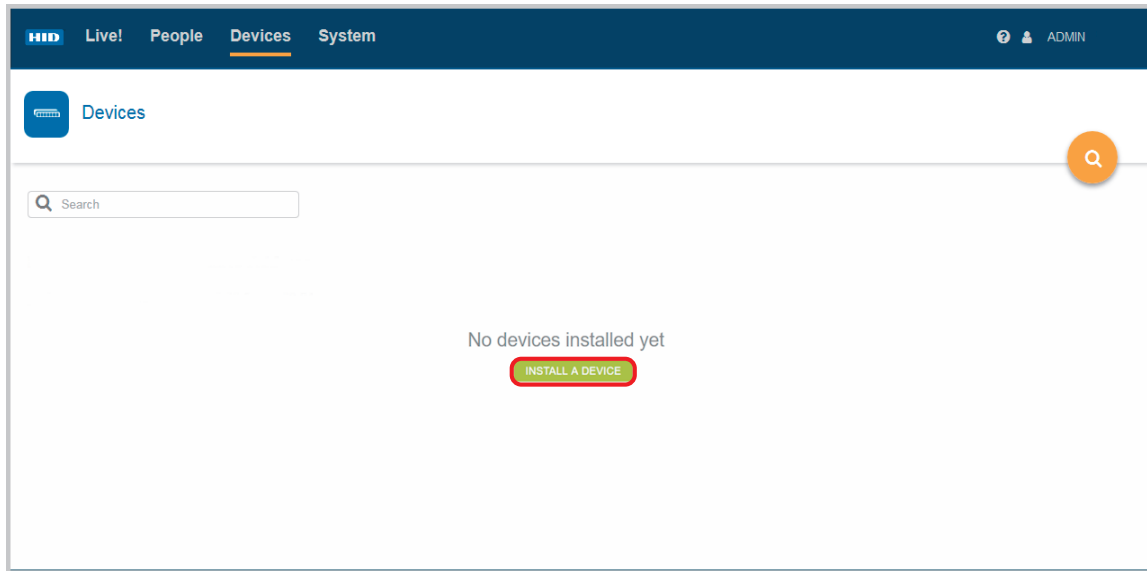 HID Live! People Devices System ADMIN
Devices
Search
No devices installed yet
INSTALL A DEVICE